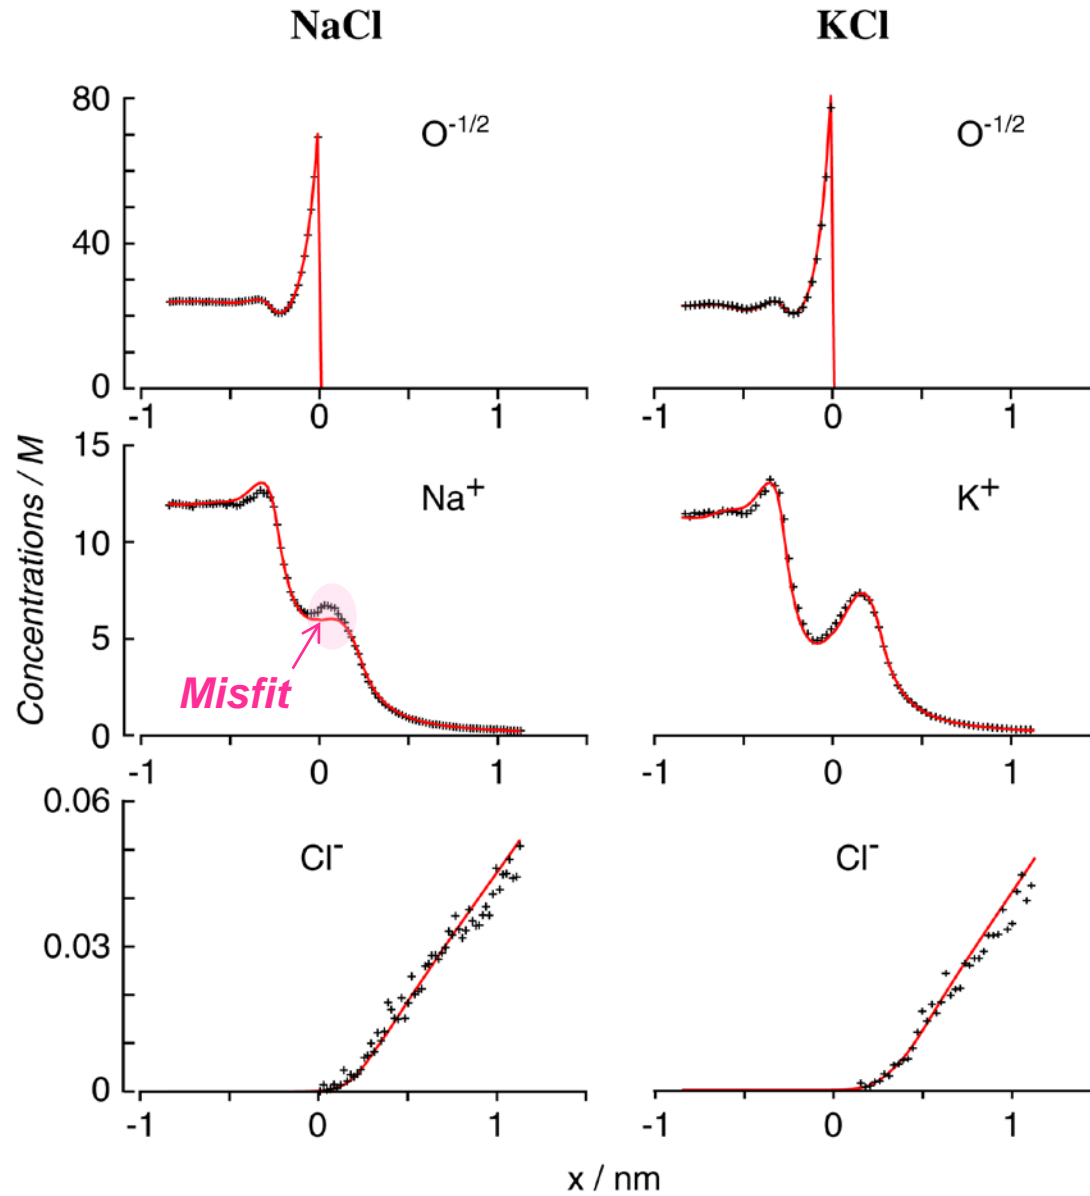 NaCl
KCl
80
40
0
O-1/2
O-1/2
-1 0 1
-1 0 1
Concentrations / M
15
10
5
0
Na+
K+
Misfit
-1 0 1
-1 0 1
0.06
0.03
0
Cl-
Cl-
-1 0 1
-1 0 1
x / nm